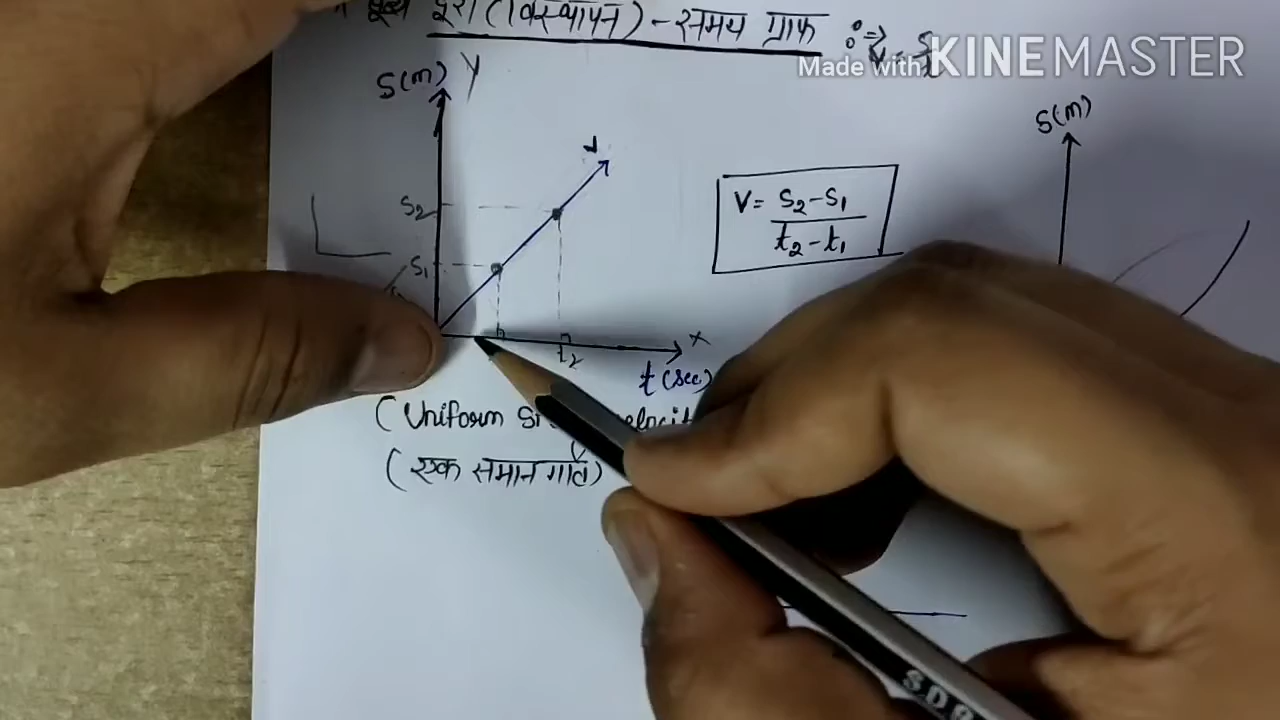 दूरी (विस्थापन) - समय ग्राफ :⇒ V = S/t
Made with KINEMASTER
S(m) Y
S(m)
S2
V = S2-S1 / t2-t1
S1
X
t2
t (sec)
(Uniform
(एक समान गति)